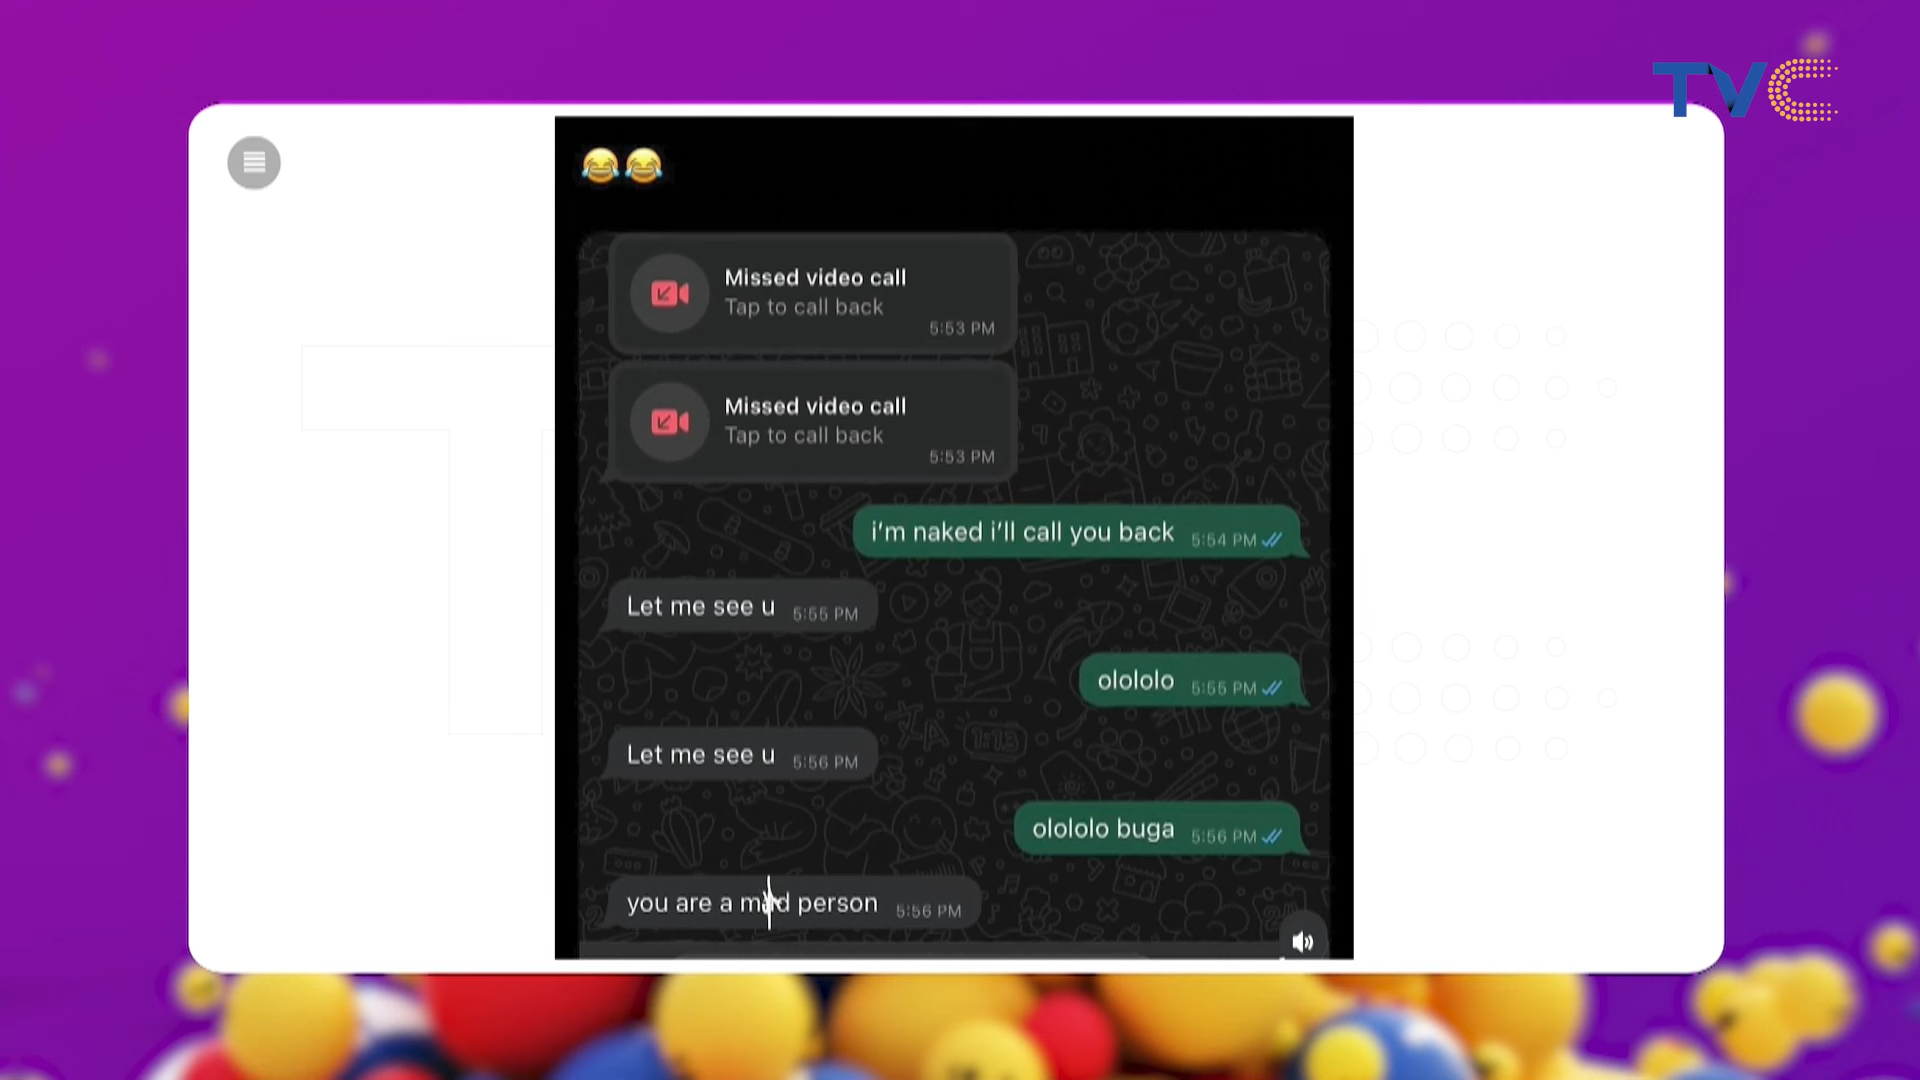 TVC
😂😂
Missed video call
Tap to call back
5:53 PM
Missed video call
Tap to call back
5:53 PM
i'm naked i'll call you back 5:54 PM
Let me see u 5:55 PM
olololo 5:55 PM
Let me see u 5:56 PM
olololo buga 5:56 PM
you are a mad person 5:56 PM